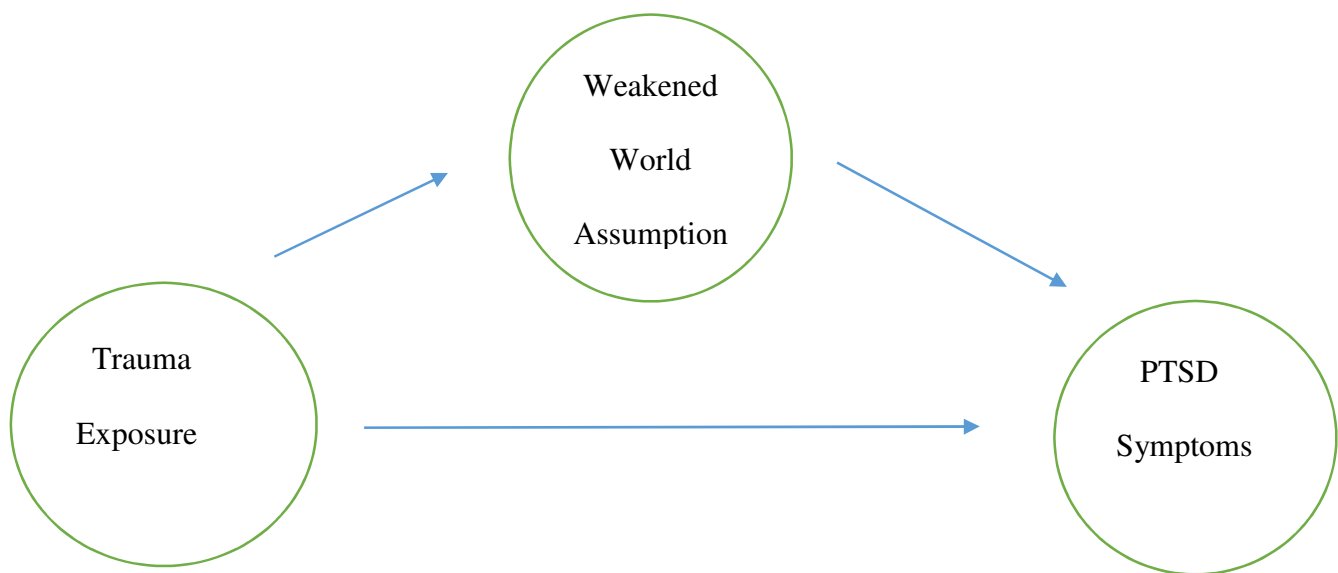 Weakened
World
Assumption
Trauma
Exposure
PTSD
Symptoms